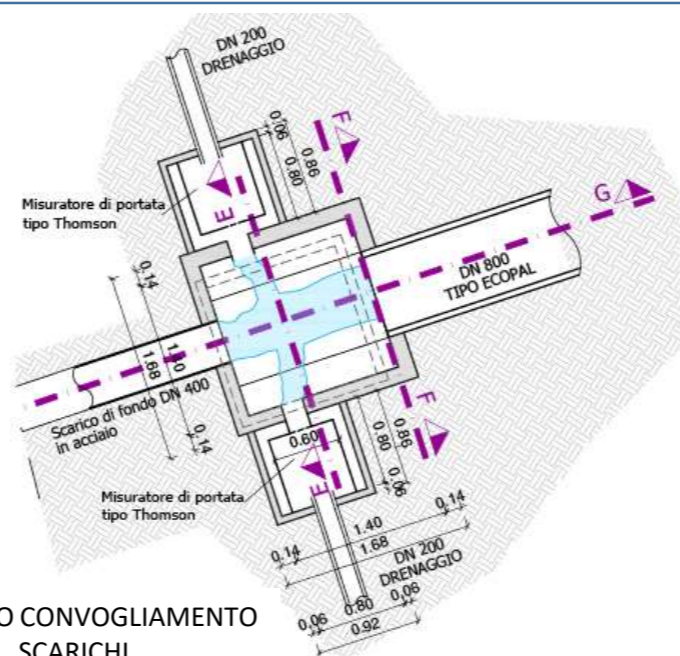 DN 200
DRENAGGIO
F
0.06
0.86
0.80
Misuratore di portata
tipo Thomson
E
G
DN 800
TIPO ECOPAL
0.14
1.40
1.68
0.14
Scarico di fondo DN 400
in acciaio
F
0.60
0.80
0.86
0.06
E
Misuratore di portata
tipo Thomson
0.14
1.40
0.14
1.68
DN 200
DRENAGGIO
0.06
0.80
0.06
0.92
O CONVOGLIAMENTO
SCARICHI